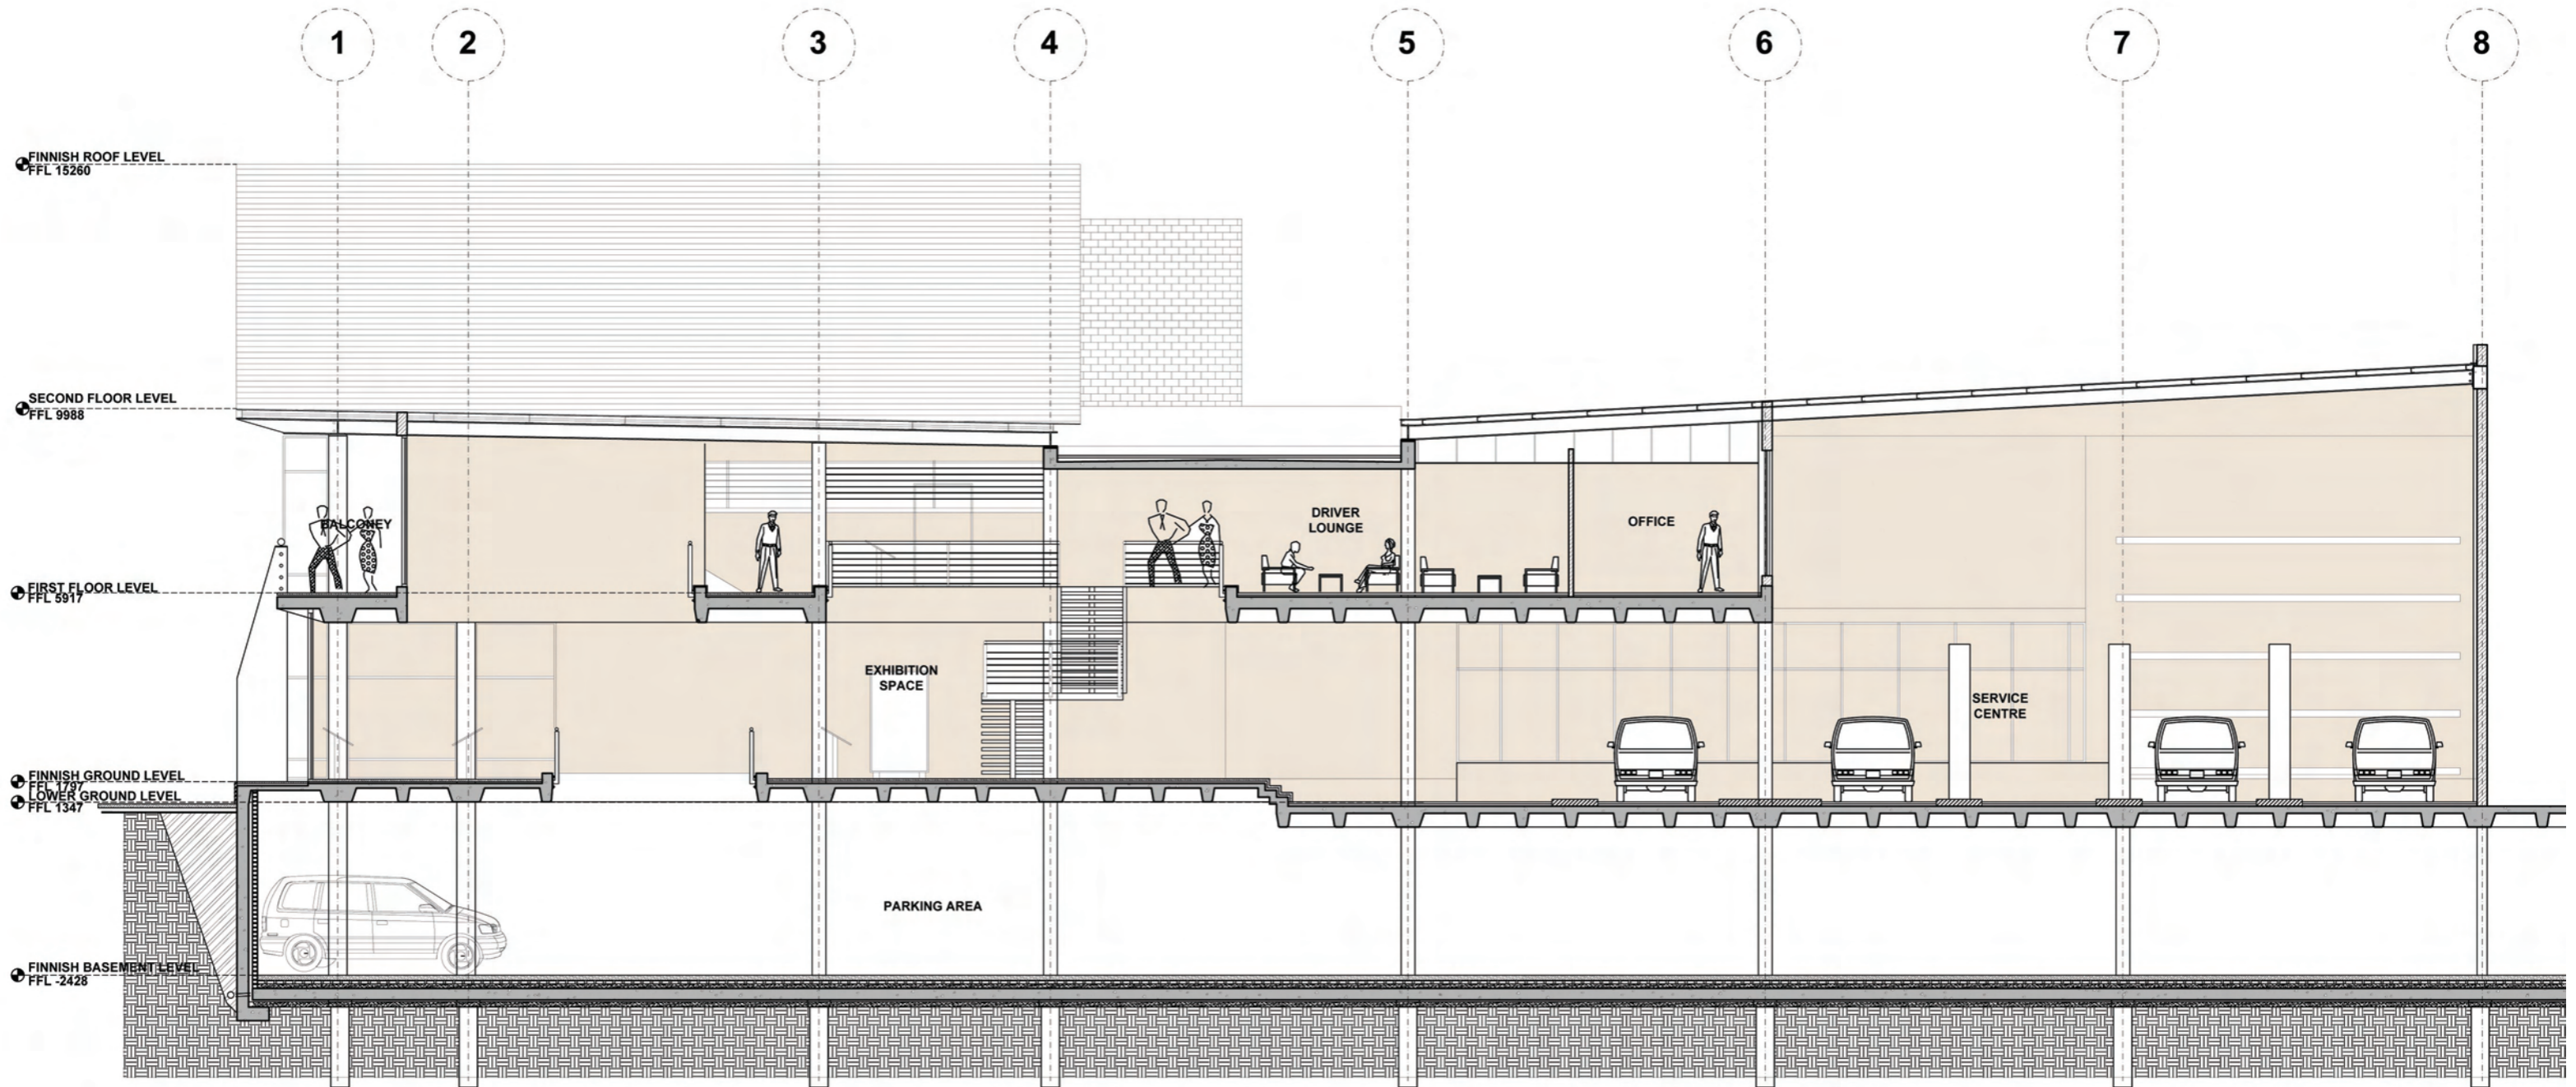 1 2 3 4 5 6 7 8
FINNISH ROOF LEVEL
FFL 15260
SECOND FLOOR LEVEL
FFL 9988
BALCONEY
DRIVER
LOUNGE
OFFICE
FIRST FLOOR LEVEL
FFL 5917
EXHIBITION
SPACE
SERVICE
CENTRE
FINNISH GROUND LEVEL
FFL 1797
LOWER GROUND LEVEL
FFL 1347
PARKING AREA
FINNISH BASEMENT LEVEL
FFL -2428